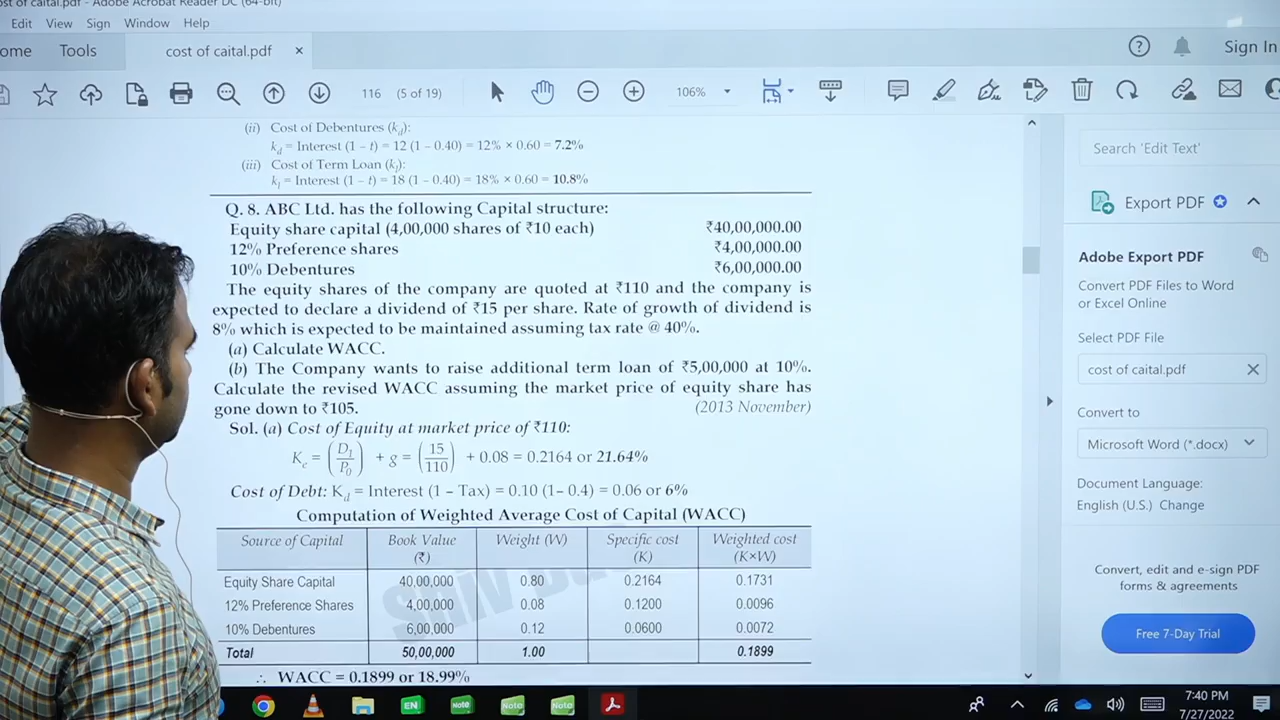 ost of caital.pdf - Adobe Acrobat Reader DC (64-bit)
Edit View Sign Window Help
ome Tools cost of caital.pdf × ? Sign In
116 (5 of 19) 106%
(ii) Cost of Debentures (kd):
kd = Interest (1 – t) = 12 (1 – 0.40) = 12% × 0.60 = 7.2%
(iii) Cost of Term Loan (kl):
kl = Interest (1 – t) = 18 (1 – 0.40) = 18% × 0.60 = 10.8%
Q. 8. ABC Ltd. has the following Capital structure:
Equity share capital (4,00,000 shares of ₹10 each) ₹40,00,000.00
12% Preference shares ₹4,00,000.00
10% Debentures ₹6,00,000.00
The equity shares of the company are quoted at ₹110 and the company is
expected to declare a dividend of ₹15 per share. Rate of growth of dividend is
8% which is expected to be maintained assuming tax rate @ 40%.
(a) Calculate WACC.
(b) The Company wants to raise additional term loan of ₹5,00,000 at 10%.
Calculate the revised WACC assuming the market price of equity share has
gone down to ₹105. (2013 November)
Sol. (a) Cost of Equity at market price of ₹110:
Kc = (D1/P0) + g = (15/110) + 0.08 = 0.2164 or 21.64%
Cost of Debt: Kd = Interest (1 – Tax) = 0.10 (1– 0.4) = 0.06 or 6%
Computation of Weighted Average Cost of Capital (WACC)
Source of Capital Book Value (₹) Weight (W) Specific cost (K) Weighted cost (K×W)
Equity Share Capital 40,00,000 0.80 0.2164 0.1731
12% Preference Shares 4,00,000 0.08 0.1200 0.0096
10% Debentures 6,00,000 0.12 0.0600 0.0072
Total 50,00,000 1.00 0.1899
∴ WACC = 0.1899 or 18.99%
Search 'Edit Text'
Export PDF
Adobe Export PDF
Convert PDF Files to Word
or Excel Online
Select PDF File
cost of caital.pdf
Convert to
Microsoft Word (*.docx)
Document Language:
English (U.S.) Change
Convert, edit and e-sign PDF
forms & agreements
Free 7-Day Trial
EN Note Note Note
7:40 PM
7/27/2022